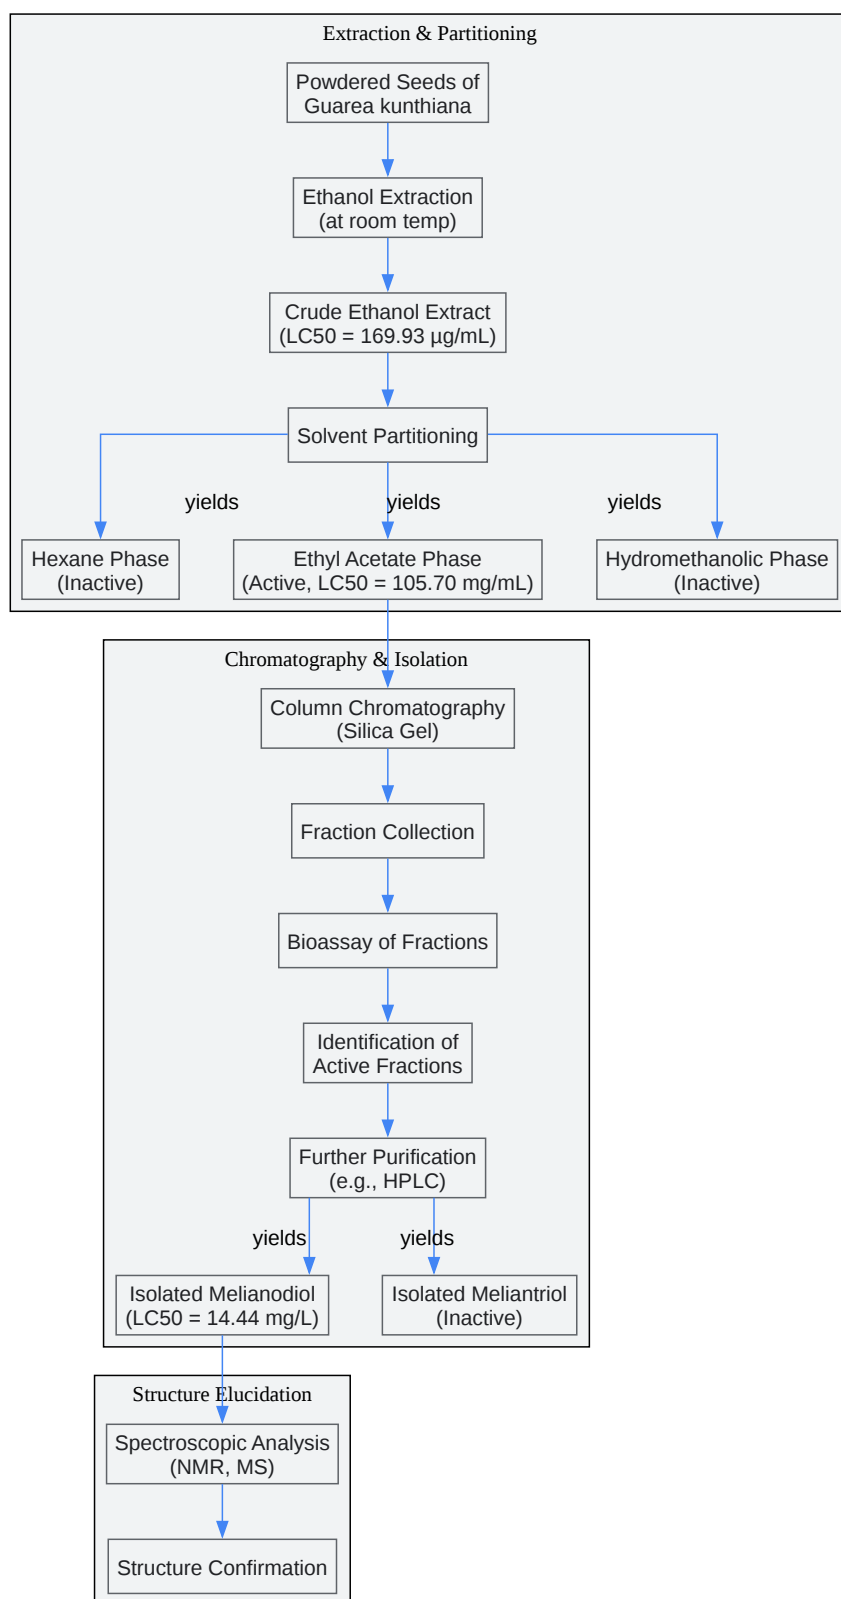 Extraction & Partitioning
Powdered Seeds of
Guarea kunthiana
Ethanol Extraction
(at room temp)
Crude Ethanol Extract
(LC50 = 169.93 µg/mL)
Solvent Partitioning
yields
yields
yields
Hexane Phase
(Inactive)
Ethyl Acetate Phase
(Active, LC50 = 105.70 mg/mL)
Hydromethanolic Phase
(Inactive)
Chromatography & Isolation
Column Chromatography
(Silica Gel)
Fraction Collection
Bioassay of Fractions
Identification of
Active Fractions
Further Purification
(e.g., HPLC)
yields
yields
Isolated Melianodiol
(LC50 = 14.44 mg/L)
Isolated Meliantriol
(Inactive)
Structure Elucidation
Spectroscopic Analysis
(NMR, MS)
Structure Confirmation